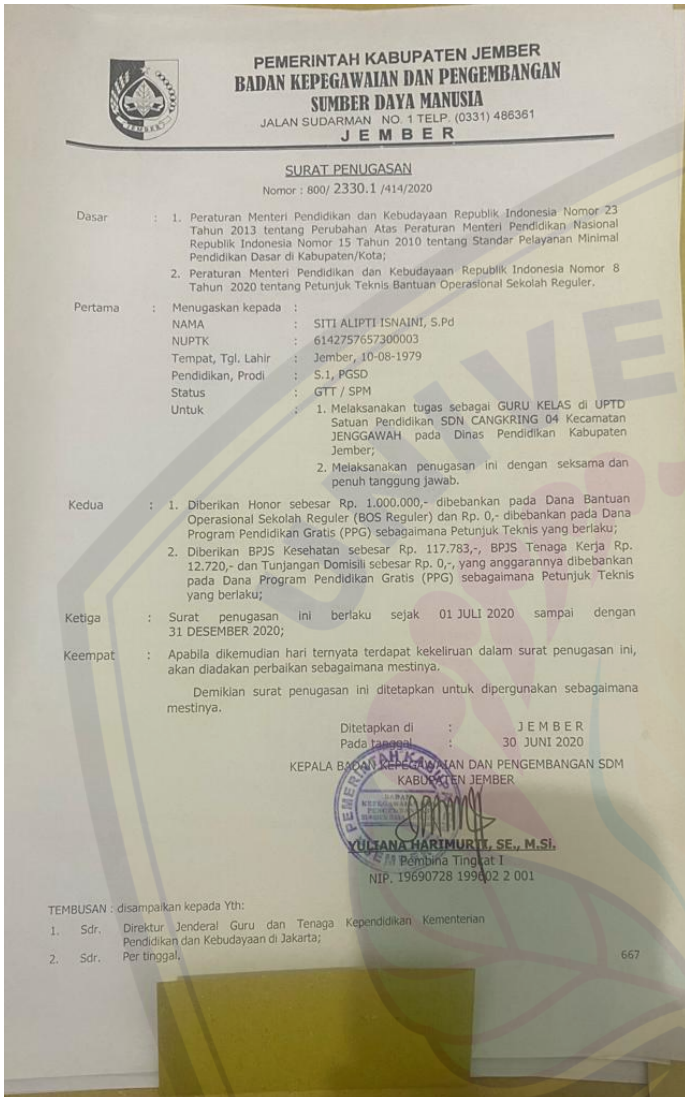 PEMERINTAH KABUPATEN JEMBER
BADAN KEPEGAWAIAN DAN PENGEMBANGAN
SUMBER DAYA MANUSIA
JALAN SUDARMAN NO. 1 TELP. (0331) 486361
J E M B E R
JEMBER
SURAT PENUGASAN
Nomor : 800/ 2330.1 /414/2020
Dasar : 1. Peraturan Menteri Pendidikan dan Kebudayaan Republik Indonesia Nomor 23
Tahun 2013 tentang Perubahan Atas Peraturan Menteri Pendidikan Nasional
Republik Indonesia Nomor 15 Tahun 2010 tentang Standar Pelayanan Minimal
Pendidikan Dasar di Kabupaten/Kota;
2. Peraturan Menteri Pendidikan dan Kebudayaan Republik Indonesia Nomor 8
Tahun 2020 tentang Petunjuk Teknis Bantuan Operasional Sekolah Reguler.
Pertama : Menugaskan kepada :
NAMA : SITI ALIPTI ISNAINI, S.Pd
NUPTK : 6142757657300003
Tempat, Tgl. Lahir : Jember, 10-08-1979
Pendidikan, Prodi : S.1, PGSD
Status : GTT / SPM
Untuk : 1. Melaksanakan tugas sebagai GURU KELAS di UPTD
Satuan Pendidikan SDN CANGKRING 04 Kecamatan
JENGGAWAH pada Dinas Pendidikan Kabupaten
Jember;
2. Melaksanakan penugasan ini dengan seksama dan
penuh tanggung jawab.
Kedua : 1. Diberikan Honor sebesar Rp. 1.000.000,- dibebankan pada Dana Bantuan
Operasional Sekolah Reguler (BOS Reguler) dan Rp. 0,- dibebankan pada Dana
Program Pendidikan Gratis (PPG) sebagaimana Petunjuk Teknis yang berlaku;
2. Diberikan BPJS Kesehatan sebesar Rp. 117.783,-, BPJS Tenaga Kerja Rp.
12.720,- dan Tunjangan Domisili sebesar Rp. 0,-, yang anggarannya dibebankan
pada Dana Program Pendidikan Gratis (PPG) sebagaimana Petunjuk Teknis
yang berlaku;
Ketiga : Surat penugasan ini berlaku sejak 01 JULI 2020 sampai dengan
31 DESEMBER 2020;
Keempat : Apabila dikemudian hari ternyata terdapat kekeliruan dalam surat penugasan ini,
akan diadakan perbaikan sebagaimana mestinya.
Demikian surat penugasan ini ditetapkan untuk dipergunakan sebagaimana
mestinya.
Ditetapkan di : J E M B E R
Pada tanggal : 30 JUNI 2020
KEPALA BADAN KEPEGAWAIAN DAN PENGEMBANGAN SDM
KABUPATEN JEMBER
YULIANA HARIMURTI, SE., M.Si.
Pembina Tingkat I
NIP. 19690728 199602 2 001
TEMBUSAN : disampaikan kepada Yth:
1. Sdr. Direktur Jenderal Guru dan Tenaga Kependidikan Kementerian
Pendidikan dan Kebudayaan di Jakarta;
2. Sdr. Per tinggal.
667